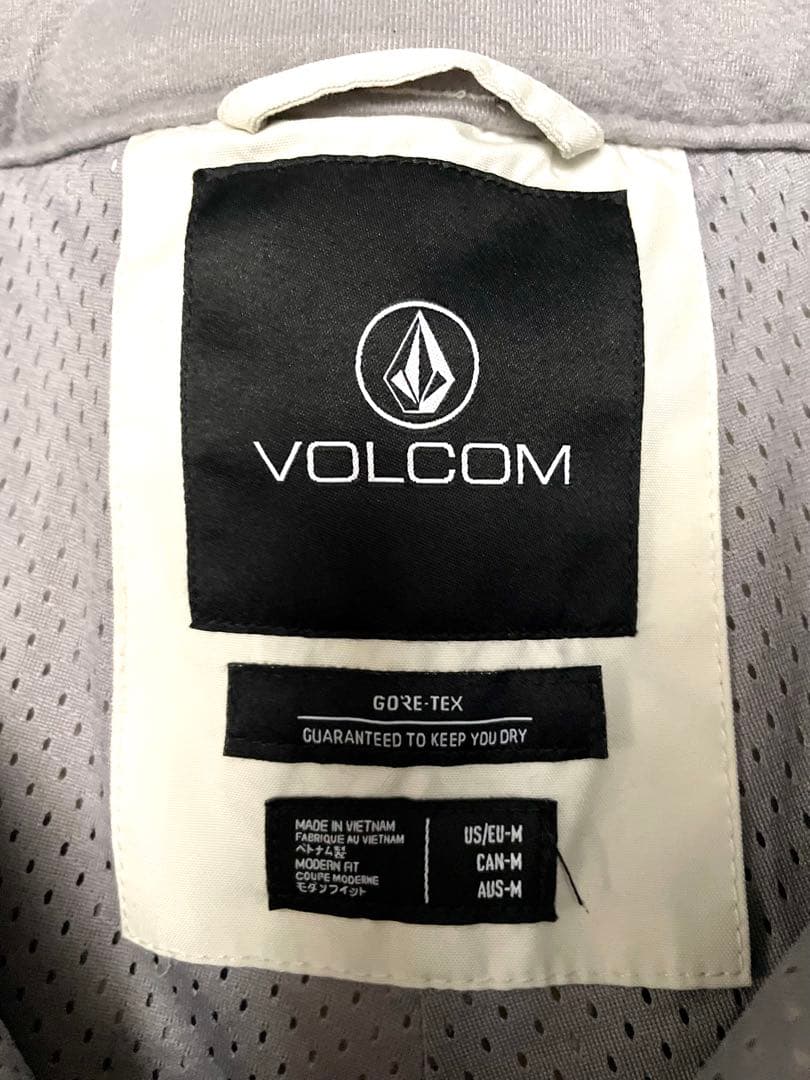 VOLCOM
GORE-TEX
GUARANTEED TO KEEP YOU DRY
MADE IN VIETNAM
FABRIQUE AU VIETNAM
ベトナム製
MODERN FIT
COUPE MODERNE
モダンフィット
US/EU-M
CAN-M
AUS-M